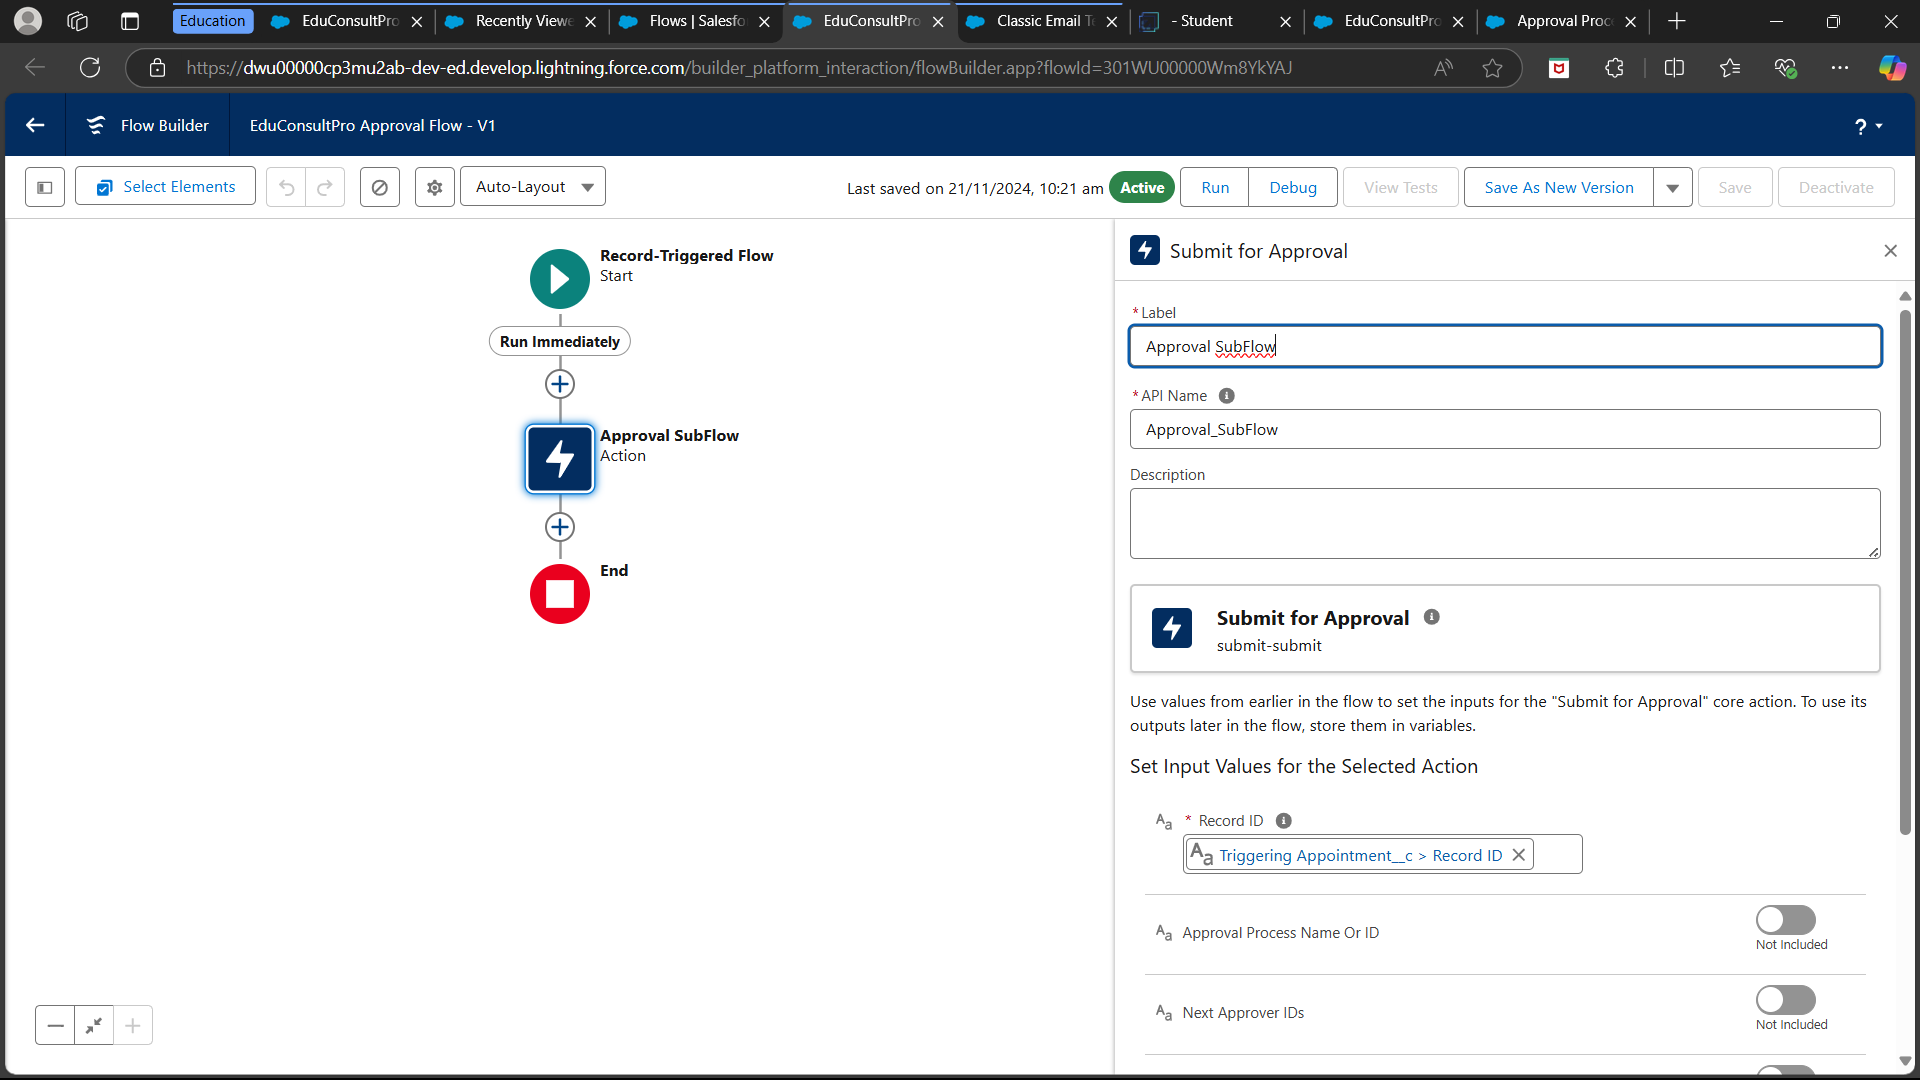 Education
EduConsultPro
Recently Viewe
Flows | Salesfo
EduConsultPro
Classic Email Te
- Student
EduConsultPro
Approval Proc
https://dwu00000cp3mu2ab-dev-ed.develop.lightning.force.com/builder_platform_interaction/flowBuilder.app?flowId=301WU00000Wm8YkYAJ
Flow Builder
EduConsultPro Approval Flow - V1
?
Select Elements
Auto-Layout
Last saved on 21/11/2024, 10:21 am
Active
Run
Debug
View Tests
Save As New Version
Save
Deactivate
Record-Triggered Flow
Start
Run Immediately
Approval SubFlow
Action
End
Submit for Approval
* Label
Approval SubFlow
* API Name
Approval_SubFlow
Description
Submit for Approval
submit-submit
Use values from earlier in the flow to set the inputs for the "Submit for Approval" core action. To use its
outputs later in the flow, store them in variables.
Set Input Values for the Selected Action
Aa * Record ID
Aa Triggering Appointment__c > Record ID
Aa Approval Process Name Or ID
Not Included
Aa Next Approver IDs
Not Included